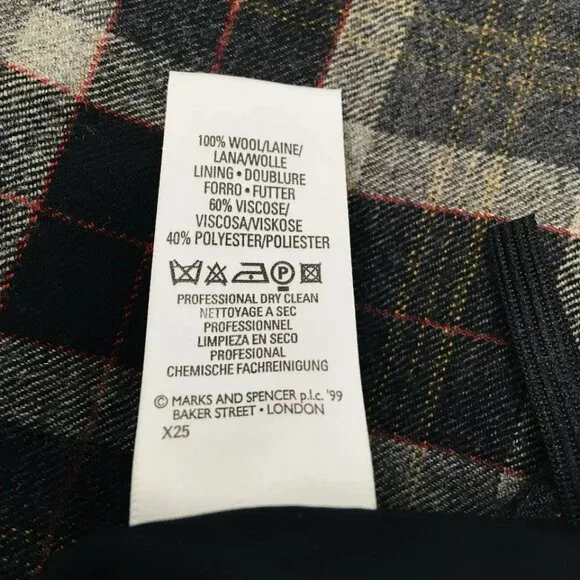 100% WOOL/LAINE/
LANA/WOLLE
LINING • DOUBLURE
FORRO • FUTTER
60% VISCOSE/
VISCOSA/VISKOSE
40% POLYESTER/POLIESTER
P
PROFESSIONAL DRY CLEAN
NETTOYAGE A SEC
PROFESSIONNEL
LIMPIEZA EN SECO
PROFESIONAL
CHEMISCHE FACHREINIGUNG
© MARKS AND SPENCER p.l.c. '99
BAKER STREET • LONDON
X25